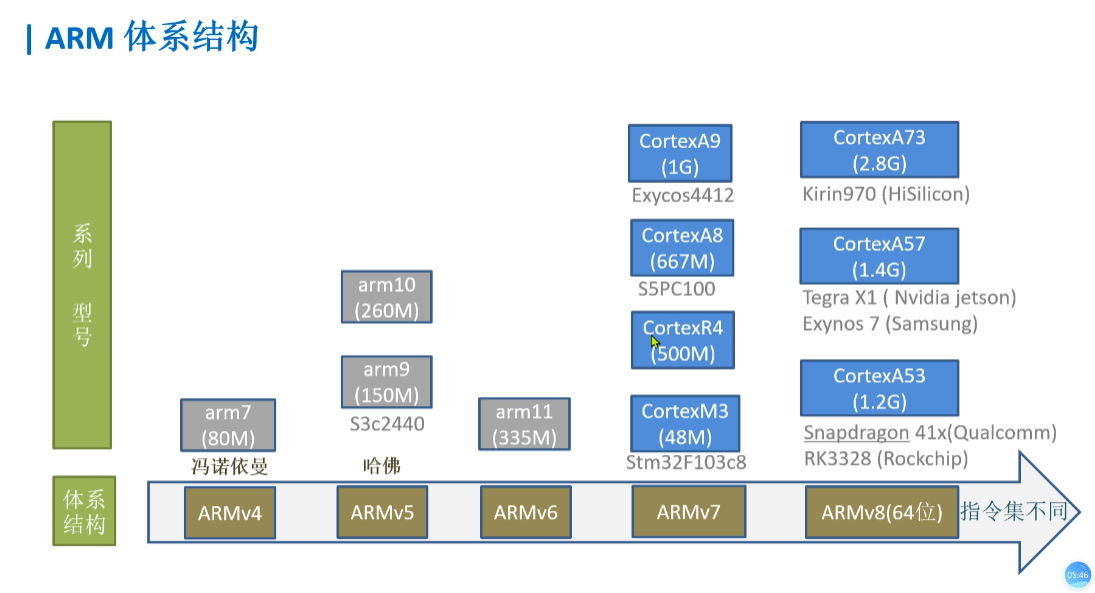 ARM 体系结构
系列 型号
arm7
(80M)
冯诺依曼
arm10
(260M)
arm9
(150M)
S3c2440
哈佛
arm11
(335M)
CortexA9
(1G)
Exycos4412
CortexA8
(667M)
S5PC100
CortexR4
(500M)
CortexM3
(48M)
Stm32F103c8
CortexA73
(2.8G)
Kirin970 (HiSilicon)
CortexA57
(1.4G)
Tegra X1 ( Nvidia jetson)
Exynos 7 (Samsung)
CortexA53
(1.2G)
Snapdragon 41x(Qualcomm)
RK3328 (Rockchip)
体系
结构
ARMv4
ARMv5
ARMv6
ARMv7
ARMv8(64位)
指令集不同
05:46